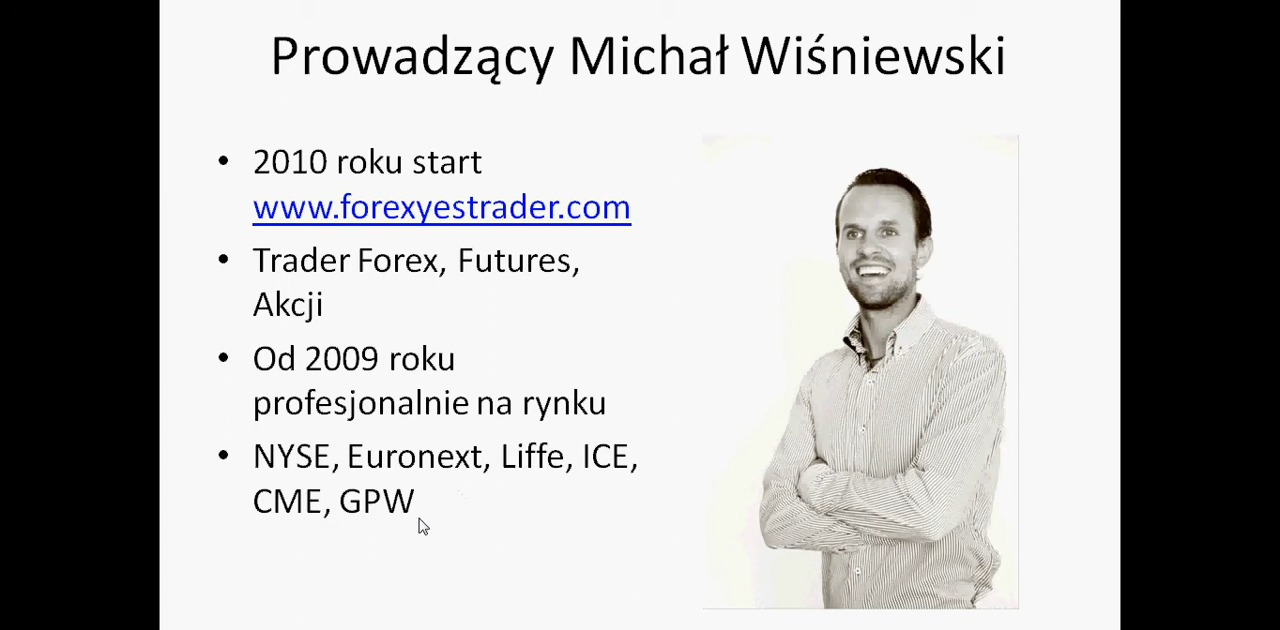 Prowadzący Michał Wiśniewski
• 2010 roku start
www.forexyestrader.com
• Trader Forex, Futures,
Akcji
• Od 2009 roku
profesjonalnie na rynku
• NYSE, Euronext, Liffe, ICE,
CME, GPW